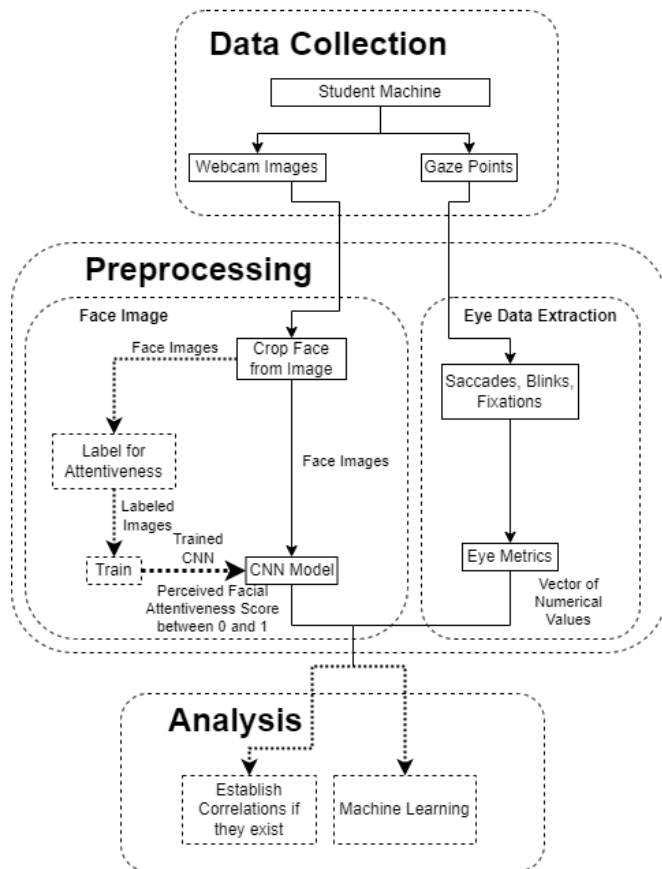 Data Collection
Student Machine
Webcam Images
Gaze Points
Preprocessing
Face Image
Face Images
Crop Face
from Image
Label for
Attentiveness
Face Images
Labeled
Images
Trained
CNN
Train
CNN Model
Perceived Facial
Attentiveness Score
between 0 and 1
Eye Data Extraction
Saccades, Blinks,
Fixations
Eye Metrics
Vector of
Numerical
Values
Analysis
Establish
Correlations if
they exist
Machine Learning